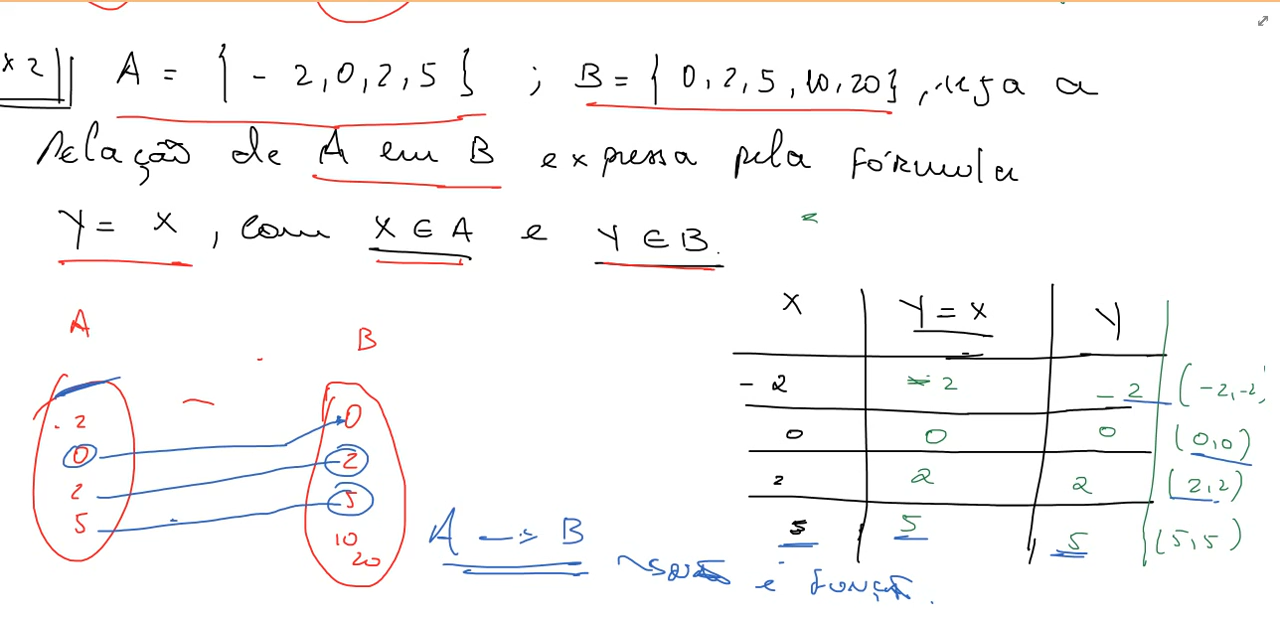 x 2)
A = { - 2, 0, 2, 5 } ; B = { 0, 2, 5, 10, 20 }, seja a
relação de A em B expressa pela fórmula
Y = X , com X ∈ A e Y ∈ B.
A
B
- 2
0
2
5
0
2
5
10
20
A -> B não é função.
X Y = X Y
- 2 - 2 - 2 (-2,-2)
0 0 0 (0,0)
2 2 2 (2,2)
5 5 5 (5,5)